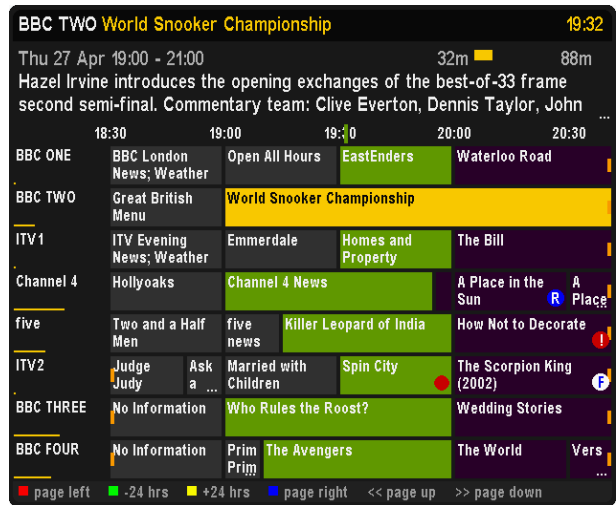 BBC TWO World Snooker Championship 19:32
Thu 27 Apr 19:00 - 21:00 32m 88m
Hazel Irvine introduces the opening exchanges of the best-of-33 frame
second semi-final. Commentary team: Clive Everton, Dennis Taylor, John
...
18:30 19:00 19:30 20:00 20:30
BBC ONE
BBC London
News; Weather
Open All Hours
EastEnders
Waterloo Road
BBC TWO
Great British
Menu
World Snooker Championship
ITV1
ITV Evening
News; Weather
Emmerdale
Homes and
Property
The Bill
Channel 4
Hollyoaks
Channel 4 News
A Place in the
Sun R
A
Place
...
five
Two and a Half
Men
five
news
Killer Leopard of India
How Not to Decorate
!
ITV2
Judge
Judy
Ask
a ...
Married with
Children
Spin City
The Scorpion King
(2002) F
BBC THREE
No Information
Who Rules the Roost?
Wedding Stories
BBC FOUR
No Information
Prim
Prim
...
The Avengers
The World
Vers
...
page left -24 hrs +24 hrs page right << page up >> page down